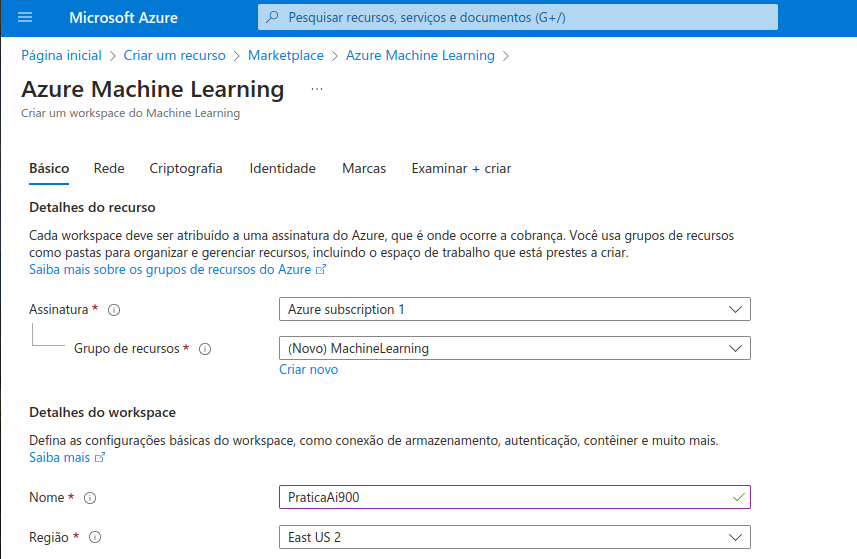 Microsoft Azure
Pesquisar recursos, serviços e documentos (G+/)
Página inicial > Criar um recurso > Marketplace > Azure Machine Learning >
Azure Machine Learning ...
Criar um workspace do Machine Learning
Básico Rede Criptografia Identidade Marcas Examinar + criar
Detalhes do recurso
Cada workspace deve ser atribuído a uma assinatura do Azure, que é onde ocorre a cobrança. Você usa grupos de recursos
como pastas para organizar e gerenciar recursos, incluindo o espaço de trabalho que está prestes a criar.
Saiba mais sobre os grupos de recursos do Azure
Assinatura * Azure subscription 1
Grupo de recursos * (Novo) MachineLearning
Criar novo
Detalhes do workspace
Defina as configurações básicas do workspace, como conexão de armazenamento, autenticação, contêiner e muito mais.
Saiba mais
Nome * PraticaAi900
Região * East US 2